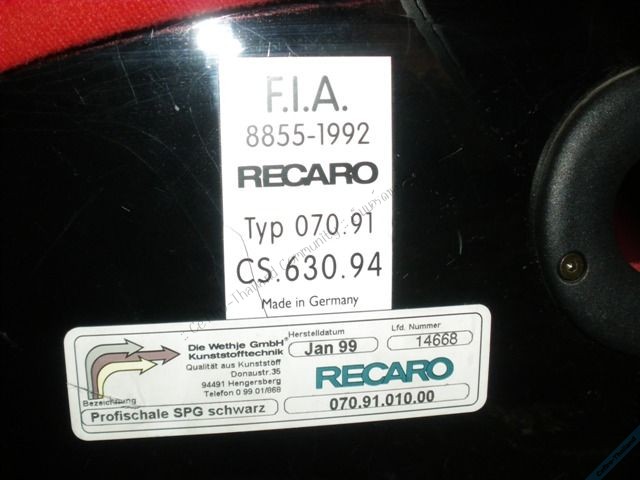 F.I.A.
8855-1992
RECARO
Typ 070.91
CS.630.94
Made in Germany
Die Wethje GmbH
Kunststofftechnik
Qualität aus Kunststoff
Donaustr.35
94491 Hengersberg
Telefon 0 99 01/868
Herstelldatum
Jan 99
Lfd. Nummer
14668
RECARO
Bezeichnung
Profischale SPG schwarz
070.91.010.00